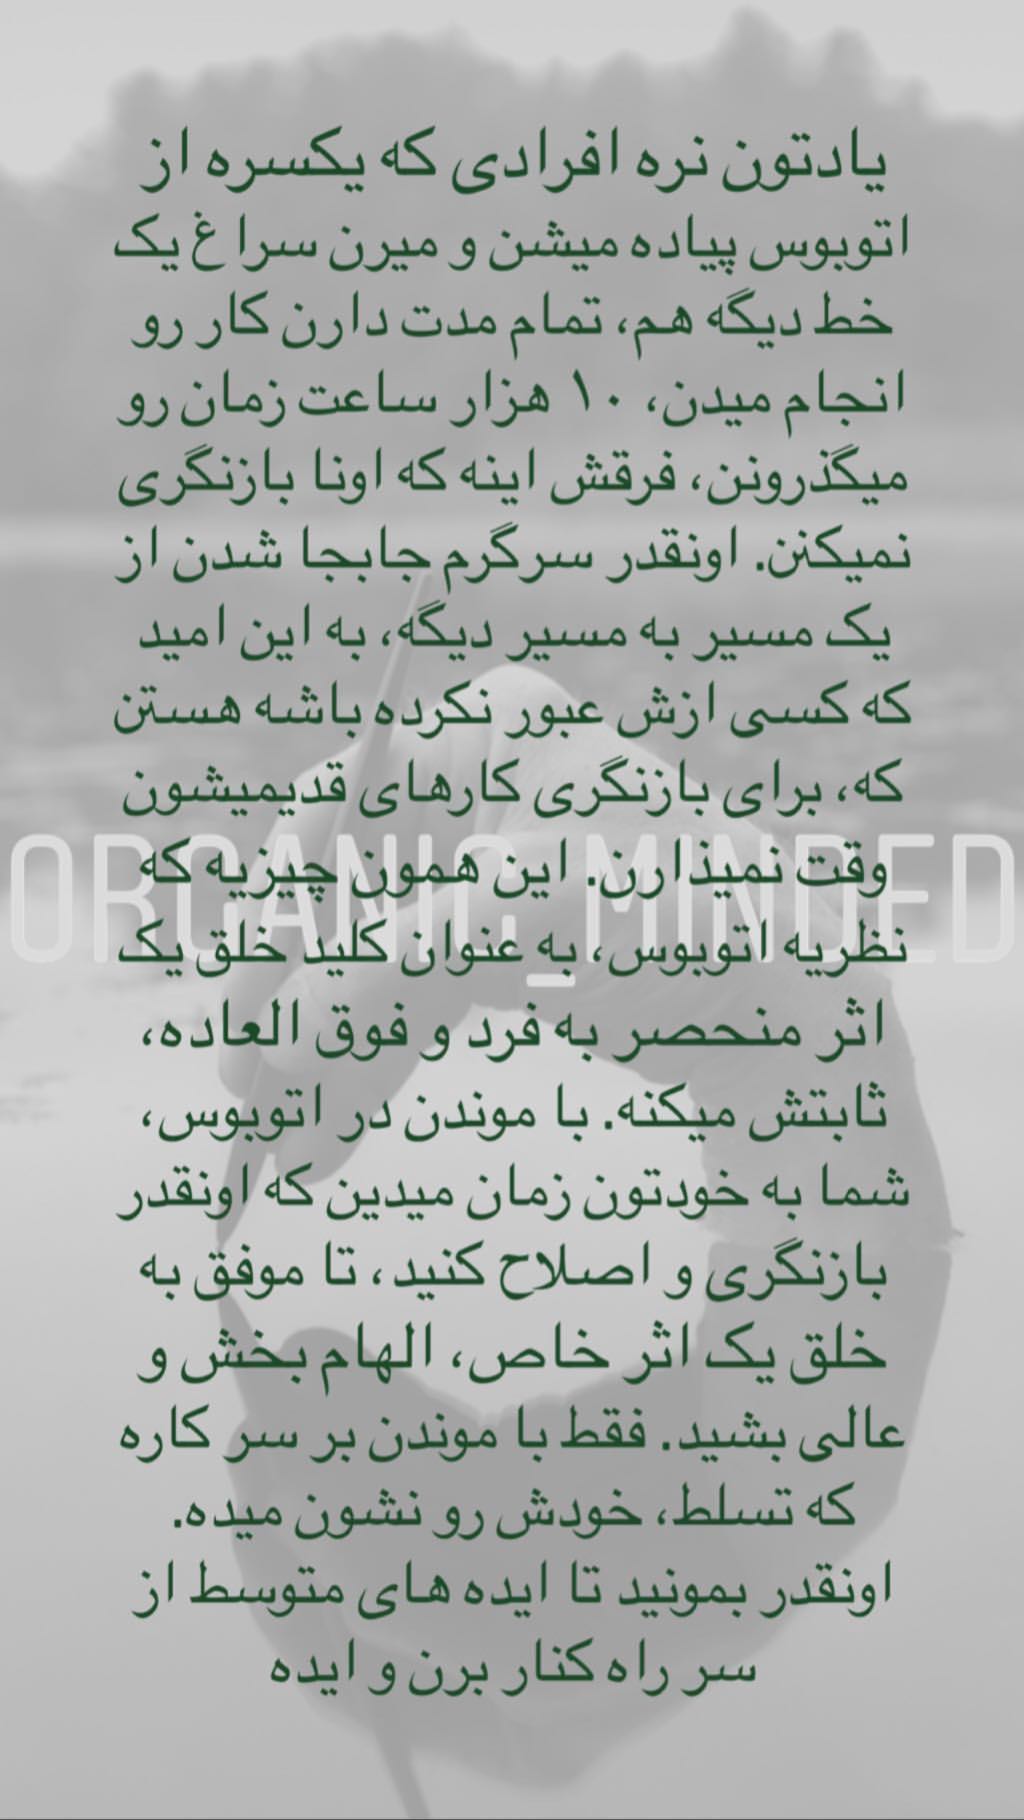 یادتون نره افرادی که یکسره از
اتوبوس پیاده میشن و میرن سراغ یک
خط دیگه هم، تمام مدت دارن کار رو
انجام میدن، ۱۰ هزار ساعت زمان رو
میگذرونن، فرقش اینه که اونا بازنگری
نمیکنن. اونقدر سرگرم جابجا شدن از
یک مسیر به مسیر دیگه، به این امید
که کسی ازش عبور نکرده باشه هستن
که، برای بازنگری کارهای قدیمیشون
وقت نمیذارن. این همون چیزیه که
ORGANIC_MINDED
نظریه اتوبوس، به عنوان کلید خلق یک
اثر منحصر به فرد و فوق العاده،
ثابتش میکنه. با موندن در اتوبوس،
شما به خودتون زمان میدین که اونقدر
بازنگری و اصلاح کنید، تا موفق به
خلق یک اثر خاص، الهام بخش و
عالی بشید. فقط با موندن بر سر کاره
که تسلط، خودش رو نشون میده.
اونقدر بمونید تا ایده های متوسط از
سر راه کنار برن و ایده